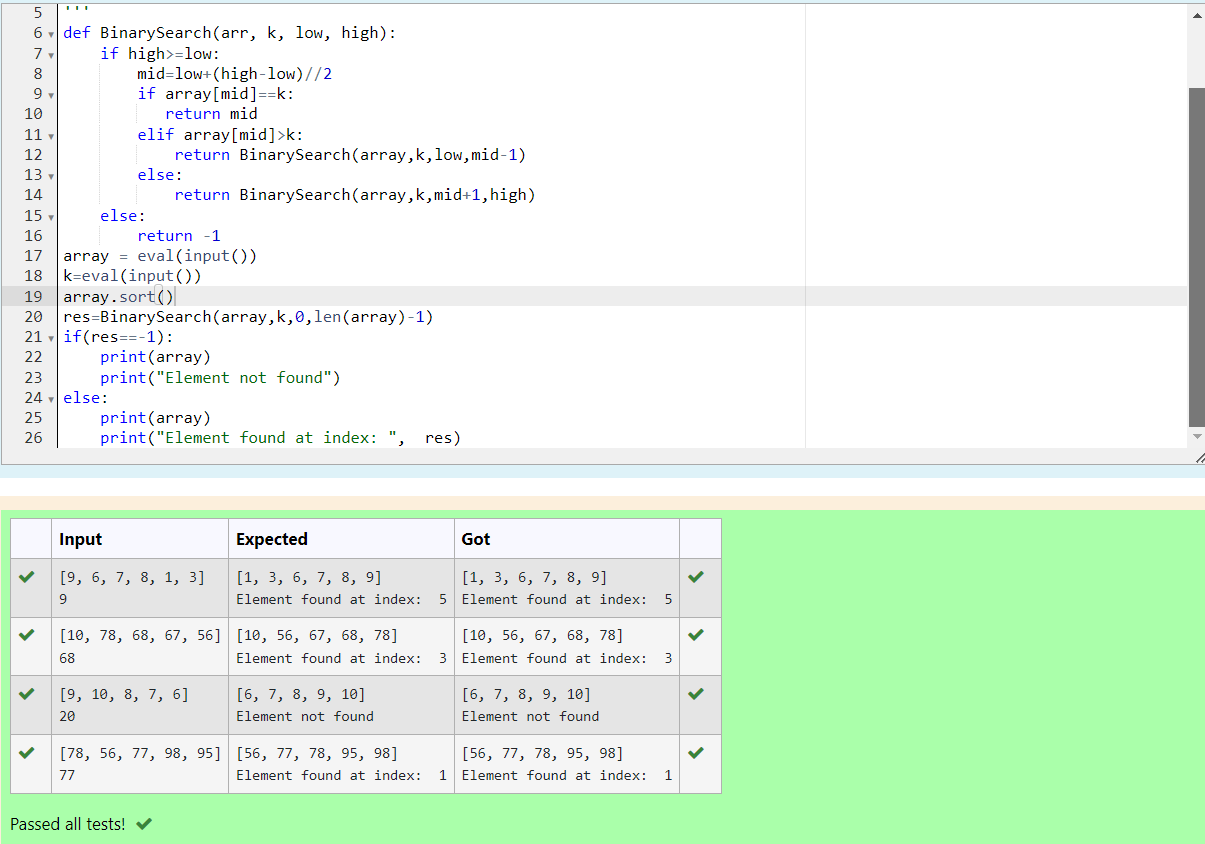 5 '''
6 def BinarySearch(arr, k, low, high):
7     if high>=low:
8         mid=low+(high-low)//2
9         if array[mid]==k:
10            return mid
11        elif array[mid]>k:
12            return BinarySearch(array,k,low,mid-1)
13        else:
14            return BinarySearch(array,k,mid+1,high)
15    else:
16        return -1
17 array = eval(input())
18 k=eval(input())
19 array.sort()
20 res=BinarySearch(array,k,0,len(array)-1)
21 if(res==-1):
22    print(array)
23    print("Element not found")
24 else:
25    print(array)
26    print("Element found at index: ",  res)
Input Expected Got
[9, 6, 7, 8, 1, 3] [1, 3, 6, 7, 8, 9] [1, 3, 6, 7, 8, 9]
9 Element found at index:  5 Element found at index:  5
[10, 78, 68, 67, 56] [10, 56, 67, 68, 78] [10, 56, 67, 68, 78]
68 Element found at index:  3 Element found at index:  3
[9, 10, 8, 7, 6] [6, 7, 8, 9, 10] [6, 7, 8, 9, 10]
20 Element not found Element not found
[78, 56, 77, 98, 95] [56, 77, 78, 95, 98] [56, 77, 78, 95, 98]
77 Element found at index:  1 Element found at index:  1
Passed all tests!